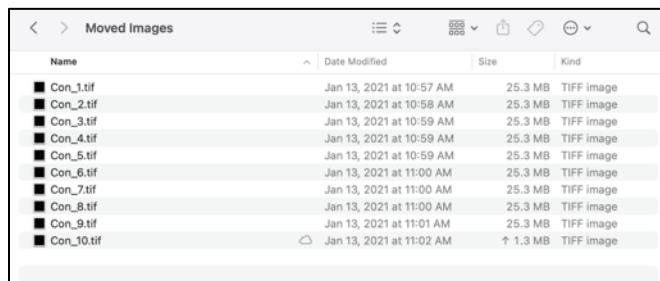 Moved Images
Name Date Modified Size Kind
Con_1.tif Jan 13, 2021 at 10:57 AM 25.3 MB TIFF image
Con_2.tif Jan 13, 2021 at 10:58 AM 25.3 MB TIFF image
Con_3.tif Jan 13, 2021 at 10:59 AM 25.3 MB TIFF image
Con_4.tif Jan 13, 2021 at 10:59 AM 25.3 MB TIFF image
Con_5.tif Jan 13, 2021 at 10:59 AM 25.3 MB TIFF image
Con_6.tif Jan 13, 2021 at 11:00 AM 25.3 MB TIFF image
Con_7.tif Jan 13, 2021 at 11:00 AM 25.3 MB TIFF image
Con_8.tif Jan 13, 2021 at 11:00 AM 25.3 MB TIFF image
Con_9.tif Jan 13, 2021 at 11:01 AM 25.3 MB TIFF image
Con_10.tif Jan 13, 2021 at 11:02 AM ↑ 1.3 MB TIFF image